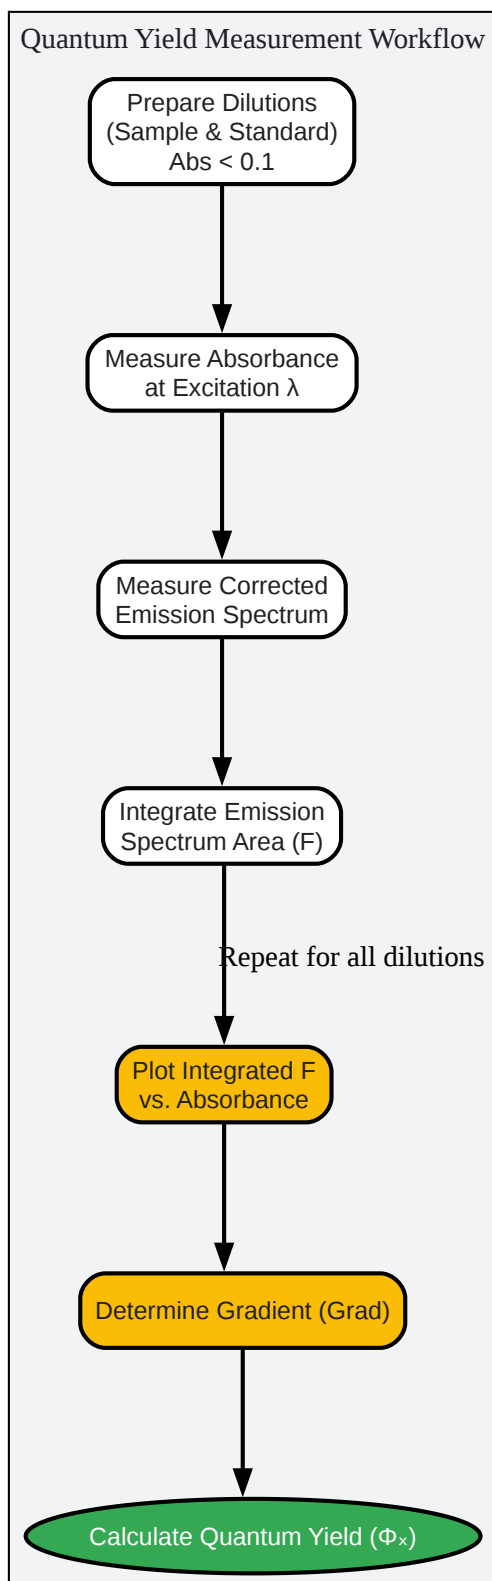 Quantum Yield Measurement Workflow
Prepare Dilutions
(Sample & Standard)
Abs < 0.1
Measure Absorbance
at Excitation λ
Measure Corrected
Emission Spectrum
Integrate Emission
Spectrum Area (F)
Repeat for all dilutions
Plot Integrated F
vs. Absorbance
Determine Gradient (Grad)
Calculate Quantum Yield (Φₓ)